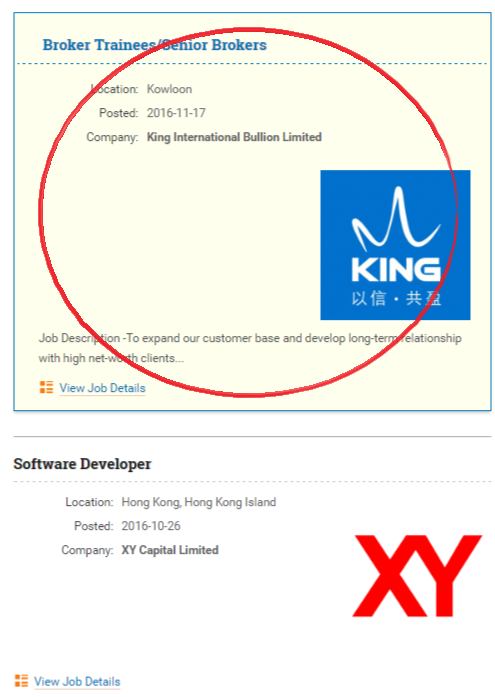 Broker Trainees/Senior Brokers
Location: Kowloon
Posted: 2016-11-17
Company: King International Bullion Limited
KING
以信·共盈
Job Description -To expand our customer base and develop long-term relationship
with high net-worth clients...
View Job Details
Software Developer
Location: Hong Kong, Hong Kong Island
Posted: 2016-10-26
Company: XY Capital Limited
XY
View Job Details